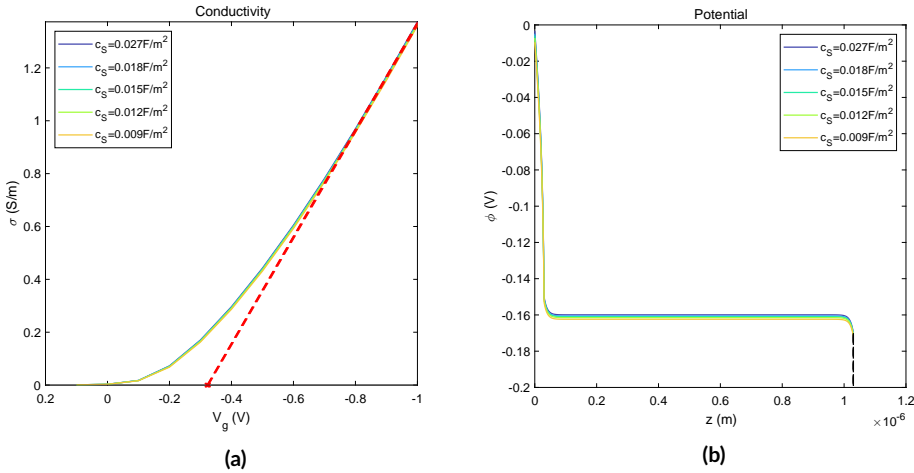 Conductivity
c_S=0.027F/m^2
c_S=0.018F/m^2
c_S=0.015F/m^2
c_S=0.012F/m^2
c_S=0.009F/m^2
1.2
1
0.8
0.6
0.4
0.2
0
σ (S/m)
0.2 0 -0.2 -0.4 -0.6 -0.8 -1
V_g (V)
(a)
Potential
c_S=0.027F/m^2
c_S=0.018F/m^2
c_S=0.015F/m^2
c_S=0.012F/m^2
c_S=0.009F/m^2
-0
-0.02
-0.04
-0.06
-0.08
-0.1
-0.12
-0.14
-0.16
-0.18
-0.2
ϕ (V)
0 0.2 0.4 0.6 0.8 1 1.2
×10^-6
z (m)
(b)